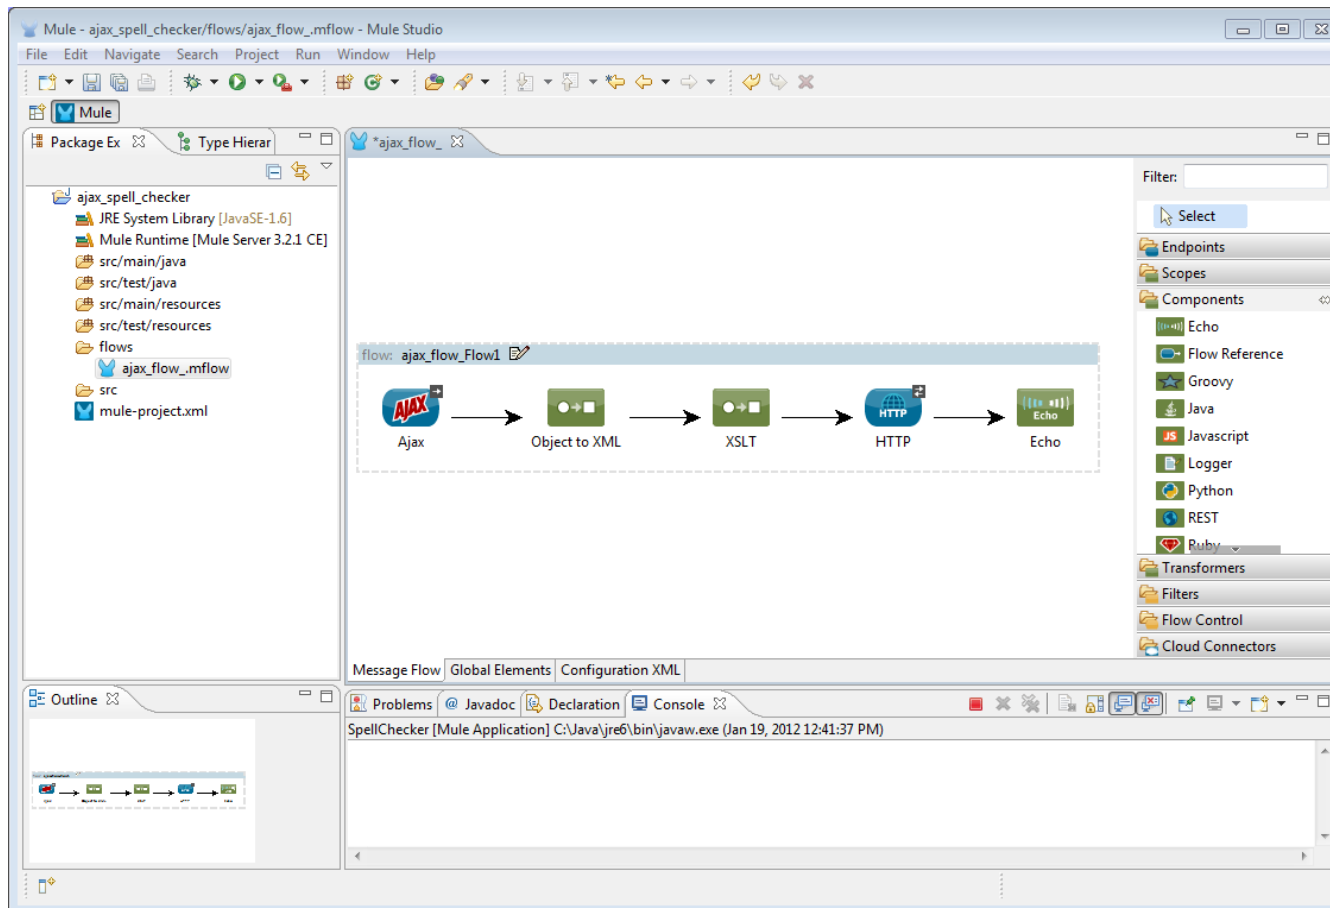 Mule - ajax_spell_checker/flows/ajax_flow_.mflow - Mule Studio
File Edit Navigate Search Project Run Window Help
Mule
Package Ex
Type Hierar
ajax_spell_checker
JRE System Library [JavaSE-1.6]
Mule Runtime [Mule Server 3.2.1 CE]
src/main/java
src/test/java
src/main/resources
src/test/resources
flows
ajax_flow_.mflow
src
mule-project.xml
*ajax_flow_
flow: ajax_flow_Flow1
AJAX
HTTP
Echo
Ajax Object to XML XSLT HTTP Echo
Message Flow Global Elements Configuration XML
Filter:
Select
Endpoints
Scopes
Components
Echo
Flow Reference
Groovy
Java
JS Javascript
Logger
Python
REST
Ruby
Transformers
Filters
Flow Control
Cloud Connectors
Outline
Problems @ Javadoc Declaration Console
SpellChecker [Mule Application] C:\Java\jre6\bin\javaw.exe (Jan 19, 2012 12:41:37 PM)